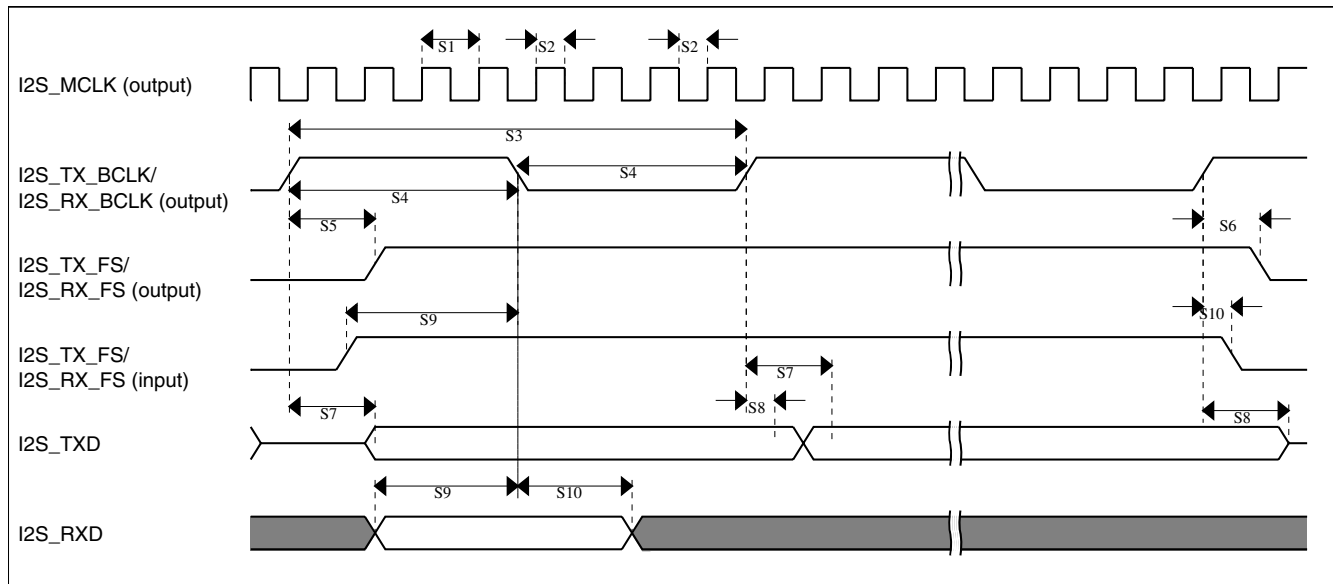 S1
S2
S2
I2S_MCLK (output)
S3
I2S_TX_BCLK/
I2S_RX_BCLK (output)
S4
S4
S5
S6
I2S_TX_FS/
I2S_RX_FS (output)
S9
S10
I2S_TX_FS/
I2S_RX_FS (input)
S7
S7
S8
S8
I2S_TXD
S9
S10
I2S_RXD